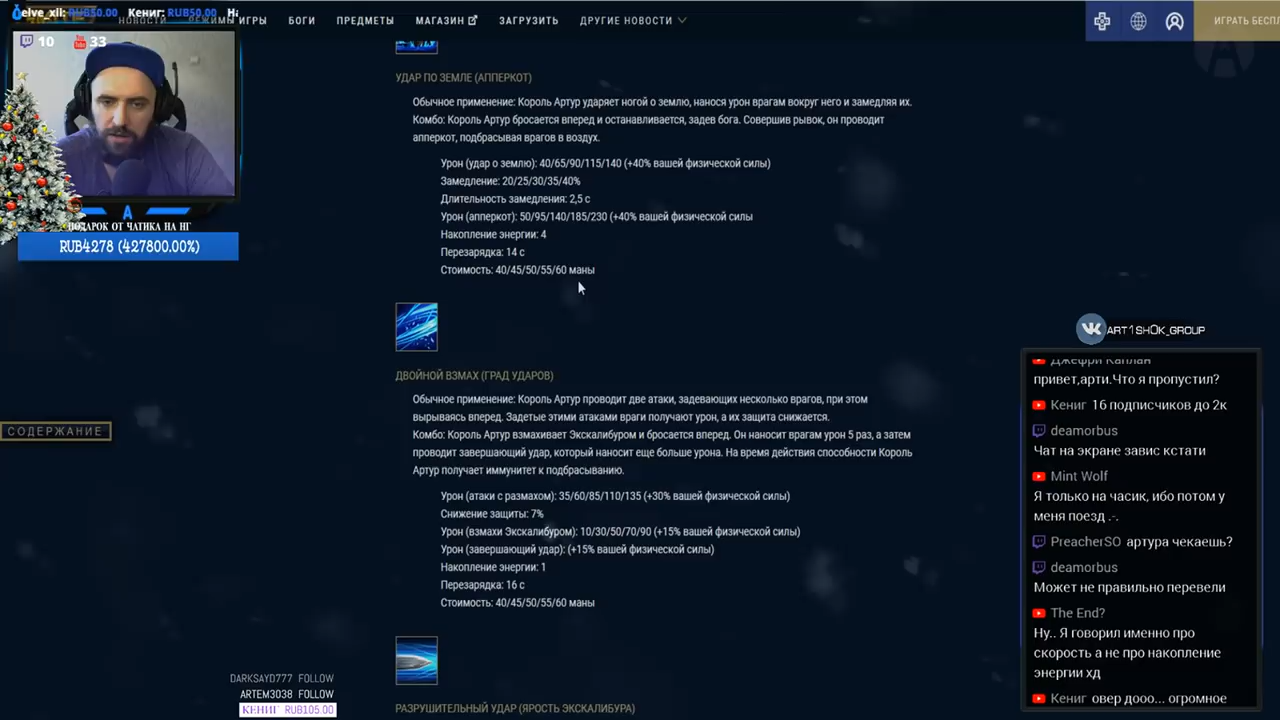 elve_xll: RUB50.00 Кениг: RUB50.00
НОВОСТИ РЕЖИМЫ ИГРЫ БОГИ ПРЕДМЕТЫ МАГАЗИН ЗАГРУЗИТЬ ДРУГИЕ НОВОСТИ
10 33
ПОДАРОК ОТ ЧАТИКА НА НГ
RUB4278 (427800.00%)
СОДЕРЖАНИЕ
УДАР ПО ЗЕМЛЕ (АППЕРКОТ)
Обычное применение: Король Артур ударяет ногой о землю, нанося урон врагам вокруг него и замедляя их.
Комбо: Король Артур бросается вперед и останавливается, задев бога. Совершив рывок, он проводит
апперкот, подбрасывая врагов в воздух.
Урон (удар о землю): 40/65/90/115/140 (+40% вашей физической силы)
Замедление: 20/25/30/35/40%
Длительность замедления: 2,5 с
Урон (апперкот): 50/95/140/185/230 (+40% вашей физической силы
Накопление энергии: 4
Перезарядка: 14 с
Стоимость: 40/45/50/55/60 маны
ДВОЙНОЙ ВЗМАХ (ГРАД УДАРОВ)
Обычное применение: Король Артур проводит две атаки, задевающих несколько врагов, при этом
вырываясь вперед. Задетые этими атаками враги получают урон, а их защита снижается.
Комбо: Король Артур взмахивает Экскалибуром и бросается вперед. Он наносит врагам урон 5 раз, а затем
проводит завершающий удар, который наносит еще больше урона. На время действия способности Король
Артур получает иммунитет к подбрасыванию.
Урон (атаки с размахом): 35/60/85/110/135 (+30% вашей физической силы)
Снижение защиты: 7%
Урон (взмахи Экскалибуром): 10/30/50/70/90 (+15% вашей физической силы)
Урон (завершающий удар): (+15% вашей физической силы)
Накопление энергии: 1
Перезарядка: 16 с
Стоимость: 40/45/50/55/60 маны
РАЗРУШИТЕЛЬНЫЙ УДАР (ЯРОСТЬ ЭКСКАЛИБУРА)
DARKSAYD777 FOLLOW
ARTEM3038 FOLLOW
КЕНИГ RUB105.00
ART1SH0K_GROUP
Джефри Каплан
привет,арти.Что я пропустил?
Кениг 16 подписчиков до 2к
deamorbus
Чат на экране завис кстати
Mint Wolf
Я только на часик, ибо потом у
меня поезд .-.
PreacherSO артура чекаешь?
deamorbus
Может не правильно перевели
The End?
Ну.. Я говорил именно про
скорость а не про накопление
энергии хд
Кениг овер дооо... огромное